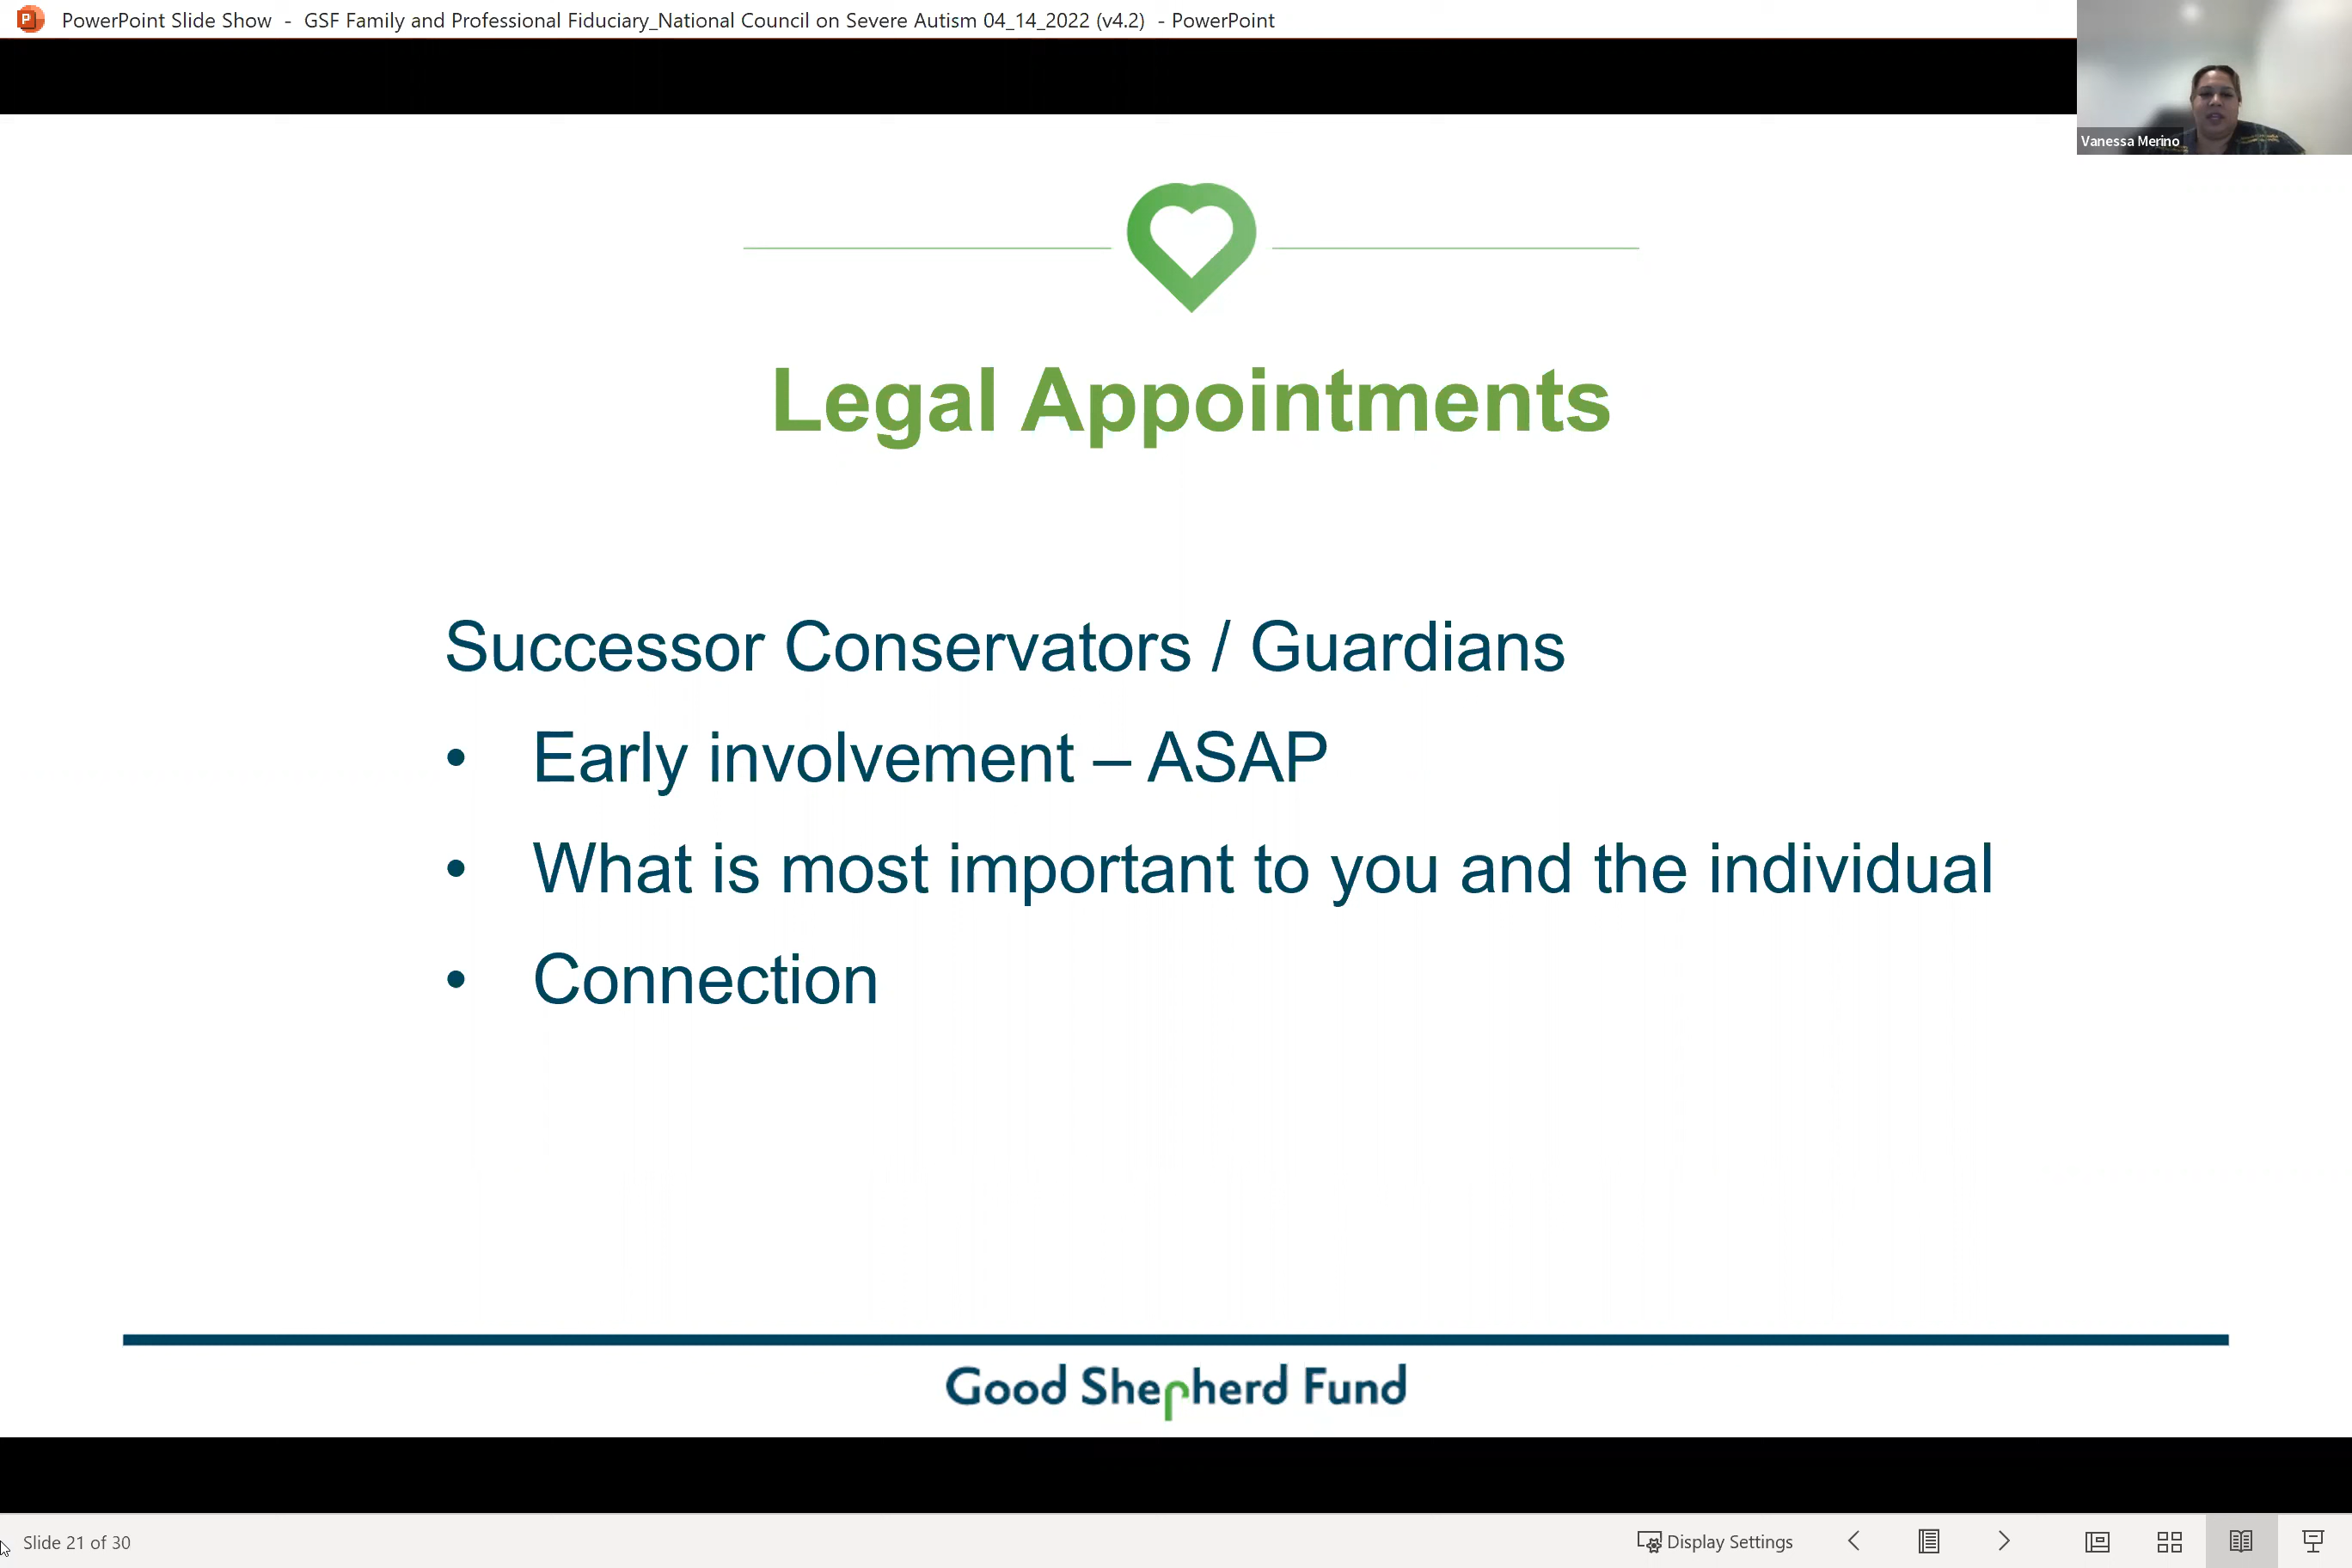 PowerPoint Slide Show - GSF Family and Professional Fiduciary_National Council on Severe Autism 04_14_2022 (v4.2) - PowerPoint
Vanessa Merino
Legal Appointments
Successor Conservators / Guardians
• Early involvement – ASAP
• What is most important to you and the individual
• Connection
Good Shepherd Fund
Slide 21 of 30
Display Settings